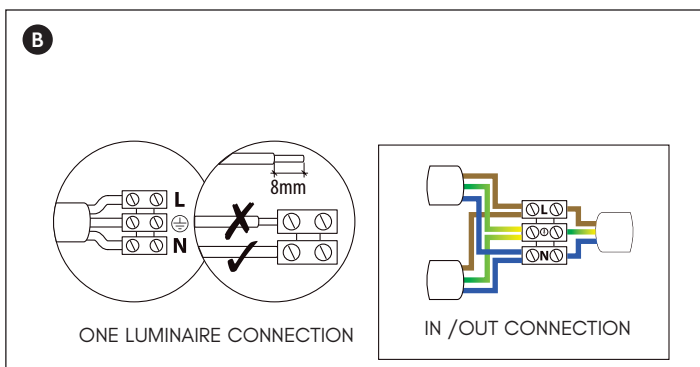 B
L
N
8mm
ONE LUMINAIRE CONNECTION
L
N
IN /OUT CONNECTION